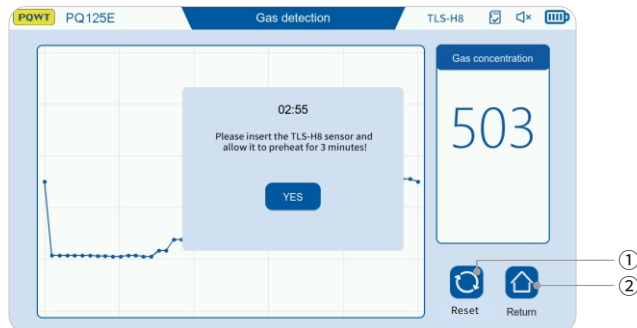 PQWT PQ125E Gas detection TLS-H8
Gas concentration
503
02:55
Please insert the TLS-H8 sensor and
allow it to preheat for 3 minutes!
YES
①
②
Reset Return